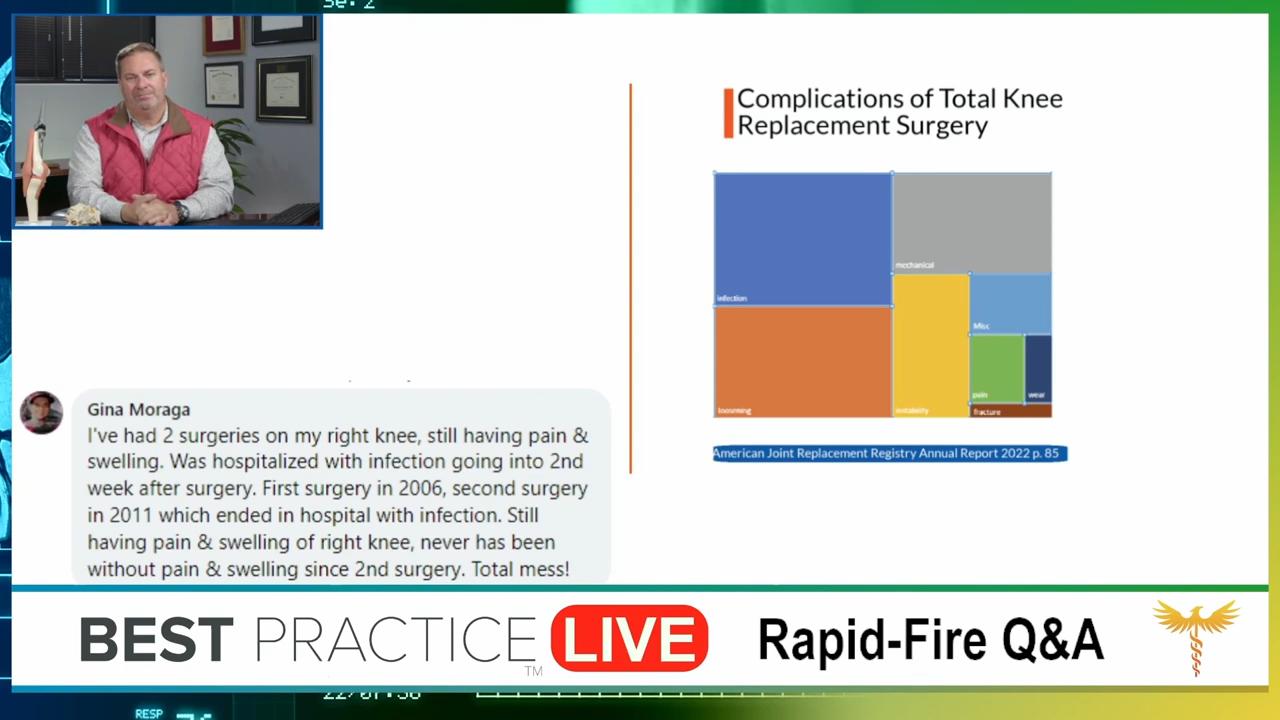 Se: 2
Complications of Total Knee
Replacement Surgery
infection
mechanical
loosening
instability
Misc
pain
wear
fracture
American Joint Replacement Registry Annual Report 2022 p. 85
Gina Moraga
I've had 2 surgeries on my right knee, still having pain &
swelling. Was hospitalized with infection going into 2nd
week after surgery. First surgery in 2006, second surgery
in 2011 which ended in hospital with infection. Still
having pain & swelling of right knee, never has been
without pain & swelling since 2nd surgery. Total mess!
BEST PRACTICE TM LIVE
Rapid-Fire Q&A
RESP